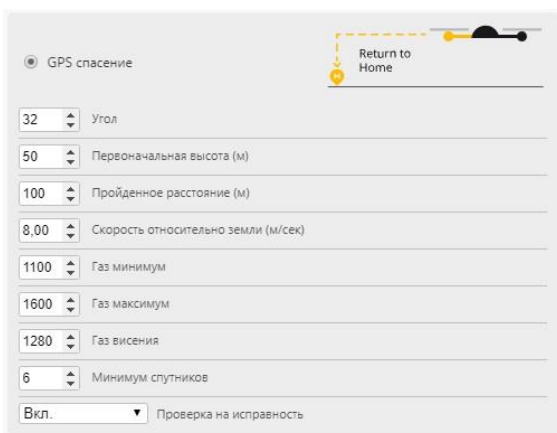 GPS спасение
Return to
Home
H
32 Угол
50 Первоначальная высота (м)
100 Пройденное расстояние (м)
8,00 Скорость относительно земли (м/сек)
1100 Газ минимум
1600 Газ максимум
1280 Газ висения
6 Минимум спутников
Вкл. Проверка на исправность